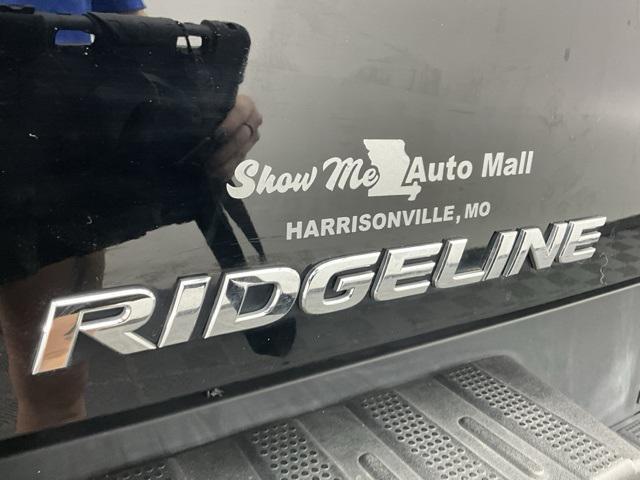 Show Me Auto Mall
HARRISONVILLE, MO
RIDGELINE